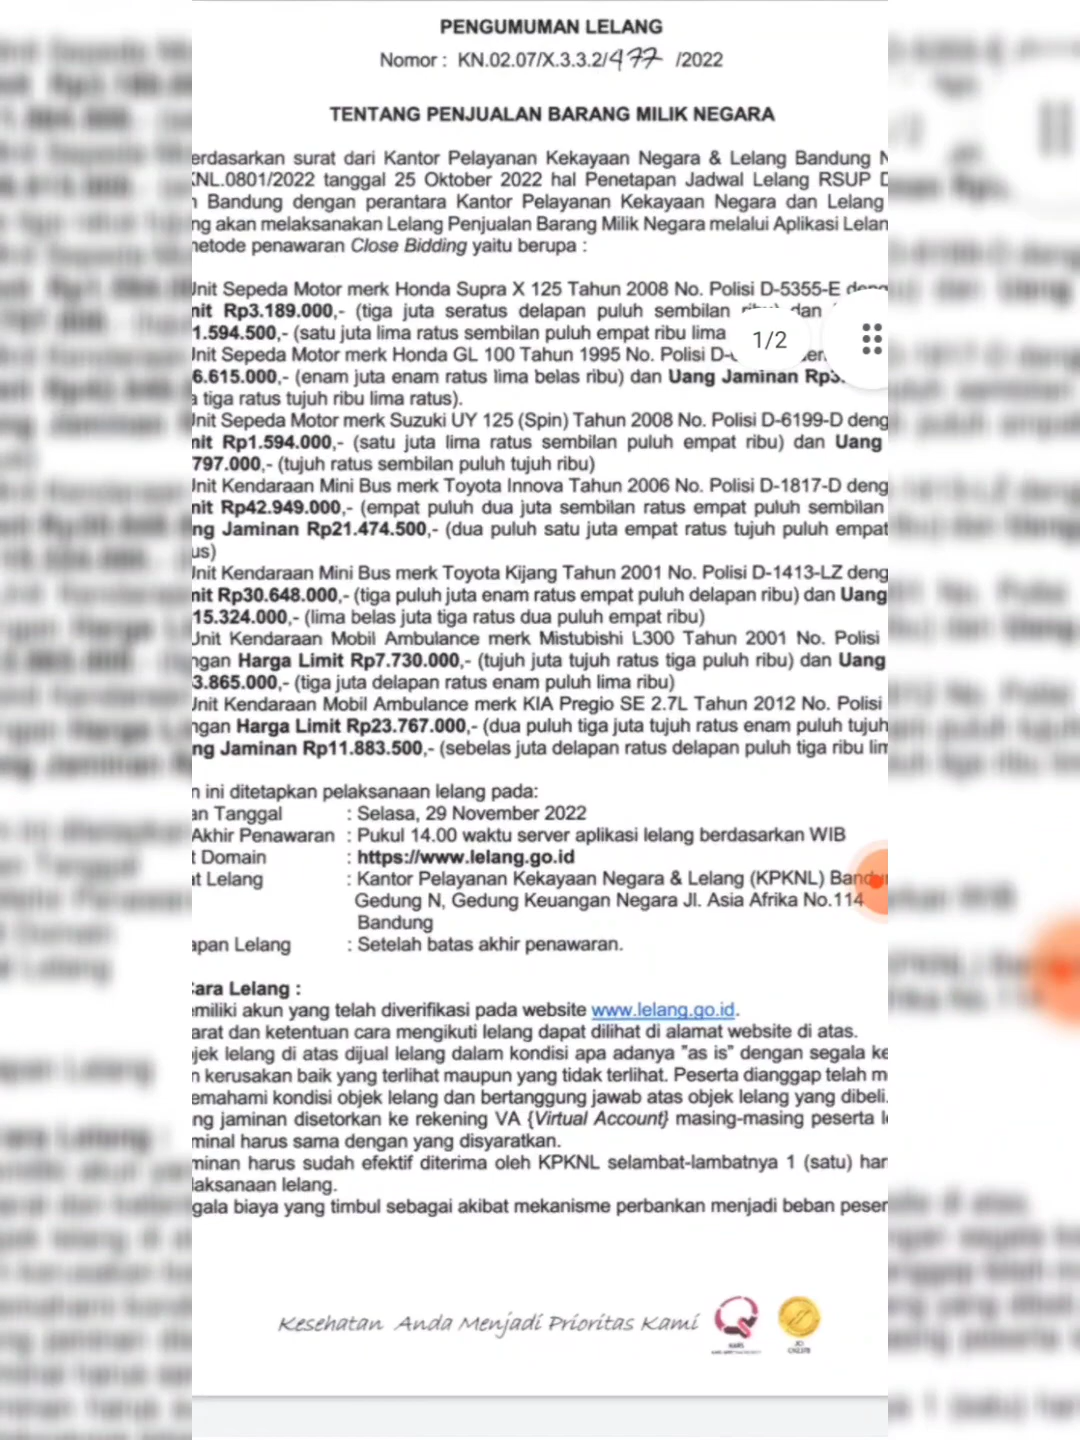 PENGUMUMAN LELANG
Nomor : KN.02.07/X.3.3.2/477 /2022
TENTANG PENJUALAN BARANG MILIK NEGARA
erdasarkan surat dari Kantor Pelayanan Kekayaan Negara & Lelang Bandung N
KNL.0801/2022 tanggal 25 Oktober 2022 hal Penetapan Jadwal Lelang RSUP D
n Bandung dengan perantara Kantor Pelayanan Kekayaan Negara dan Lelang
ng akan melaksanakan Lelang Penjualan Barang Milik Negara melalui Aplikasi Lelan
netode penawaran Close Bidding yaitu berupa :
Unit Sepeda Motor merk Honda Supra X 125 Tahun 2008 No. Polisi D-5355-E deng
nit Rp3.189.000,- (tiga juta seratus delapan puluh sembilan ribu) dan
1.594.500,- (satu juta lima ratus sembilan puluh empat ribu lima
1/2
Unit Sepeda Motor merk Honda GL 100 Tahun 1995 No. Polisi D-
6.615.000,- (enam juta enam ratus lima belas ribu) dan Uang Jaminan Rp3.
a tiga ratus tujuh ribu lima ratus).
Unit Sepeda Motor merk Suzuki UY 125 (Spin) Tahun 2008 No. Polisi D-6199-D deng
nit Rp1.594.000,- (satu juta lima ratus sembilan puluh empat ribu) dan Uang
797.000,- (tujuh ratus sembilan puluh tujuh ribu)
Unit Kendaraan Mini Bus merk Toyota Innova Tahun 2006 No. Polisi D-1817-D deng
nit Rp42.949.000,- (empat puluh dua juta sembilan ratus empat puluh sembilan
ng Jaminan Rp21.474.500,- (dua puluh satu juta empat ratus tujuh puluh empat
us)
Unit Kendaraan Mini Bus merk Toyota Kijang Tahun 2001 No. Polisi D-1413-LZ deng
nit Rp30.648.000,- (tiga puluh juta enam ratus empat puluh delapan ribu) dan Uang
15.324.000,- (lima belas juta tiga ratus dua puluh empat ribu)
Unit Kendaraan Mobil Ambulance merk Mistubishi L300 Tahun 2001 No. Polisi
ngan Harga Limit Rp7.730.000,- (tujuh juta tujuh ratus tiga puluh ribu) dan Uang
3.865.000,- (tiga juta delapan ratus enam puluh lima ribu)
Unit Kendaraan Mobil Ambulance merk KIA Pregio SE 2.7L Tahun 2012 No. Polisi
ngan Harga Limit Rp23.767.000,- (dua puluh tiga juta tujuh ratus enam puluh tujuh
ng Jaminan Rp11.883.500,- (sebelas juta delapan ratus delapan puluh tiga ribu lim
n ini ditetapkan pelaksanaan lelang pada:
an Tanggal : Selasa, 29 November 2022
Akhir Penawaran : Pukul 14.00 waktu server aplikasi lelang berdasarkan WIB
t Domain : https://www.lelang.go.id
at Lelang : Kantor Pelayanan Kekayaan Negara & Lelang (KPKNL) Bandu
Gedung N, Gedung Keuangan Negara Jl. Asia Afrika No.114
Bandung
apan Lelang : Setelah batas akhir penawaran.
Cara Lelang :
emiliki akun yang telah diverifikasi pada website www.lelang.go.id.
arat dan ketentuan cara mengikuti lelang dapat dilihat di alamat website di atas.
jek lelang di atas dijual lelang dalam kondisi apa adanya "as is" dengan segala ke
n kerusakan baik yang terlihat maupun yang tidak terlihat. Peserta dianggap telah m
emahami kondisi objek lelang dan bertanggung jawab atas objek lelang yang dibeli.
ng jaminan disetorkan ke rekening VA {Virtual Account} masing-masing peserta le
minal harus sama dengan yang disyaratkan.
minan harus sudah efektif diterima oleh KPKNL selambat-lambatnya 1 (satu) har
laksanaan lelang.
gala biaya yang timbul sebagai akibat mekanisme perbankan menjadi beban peser
Kesehatan Anda Menjadi Prioritas Kami
KARS